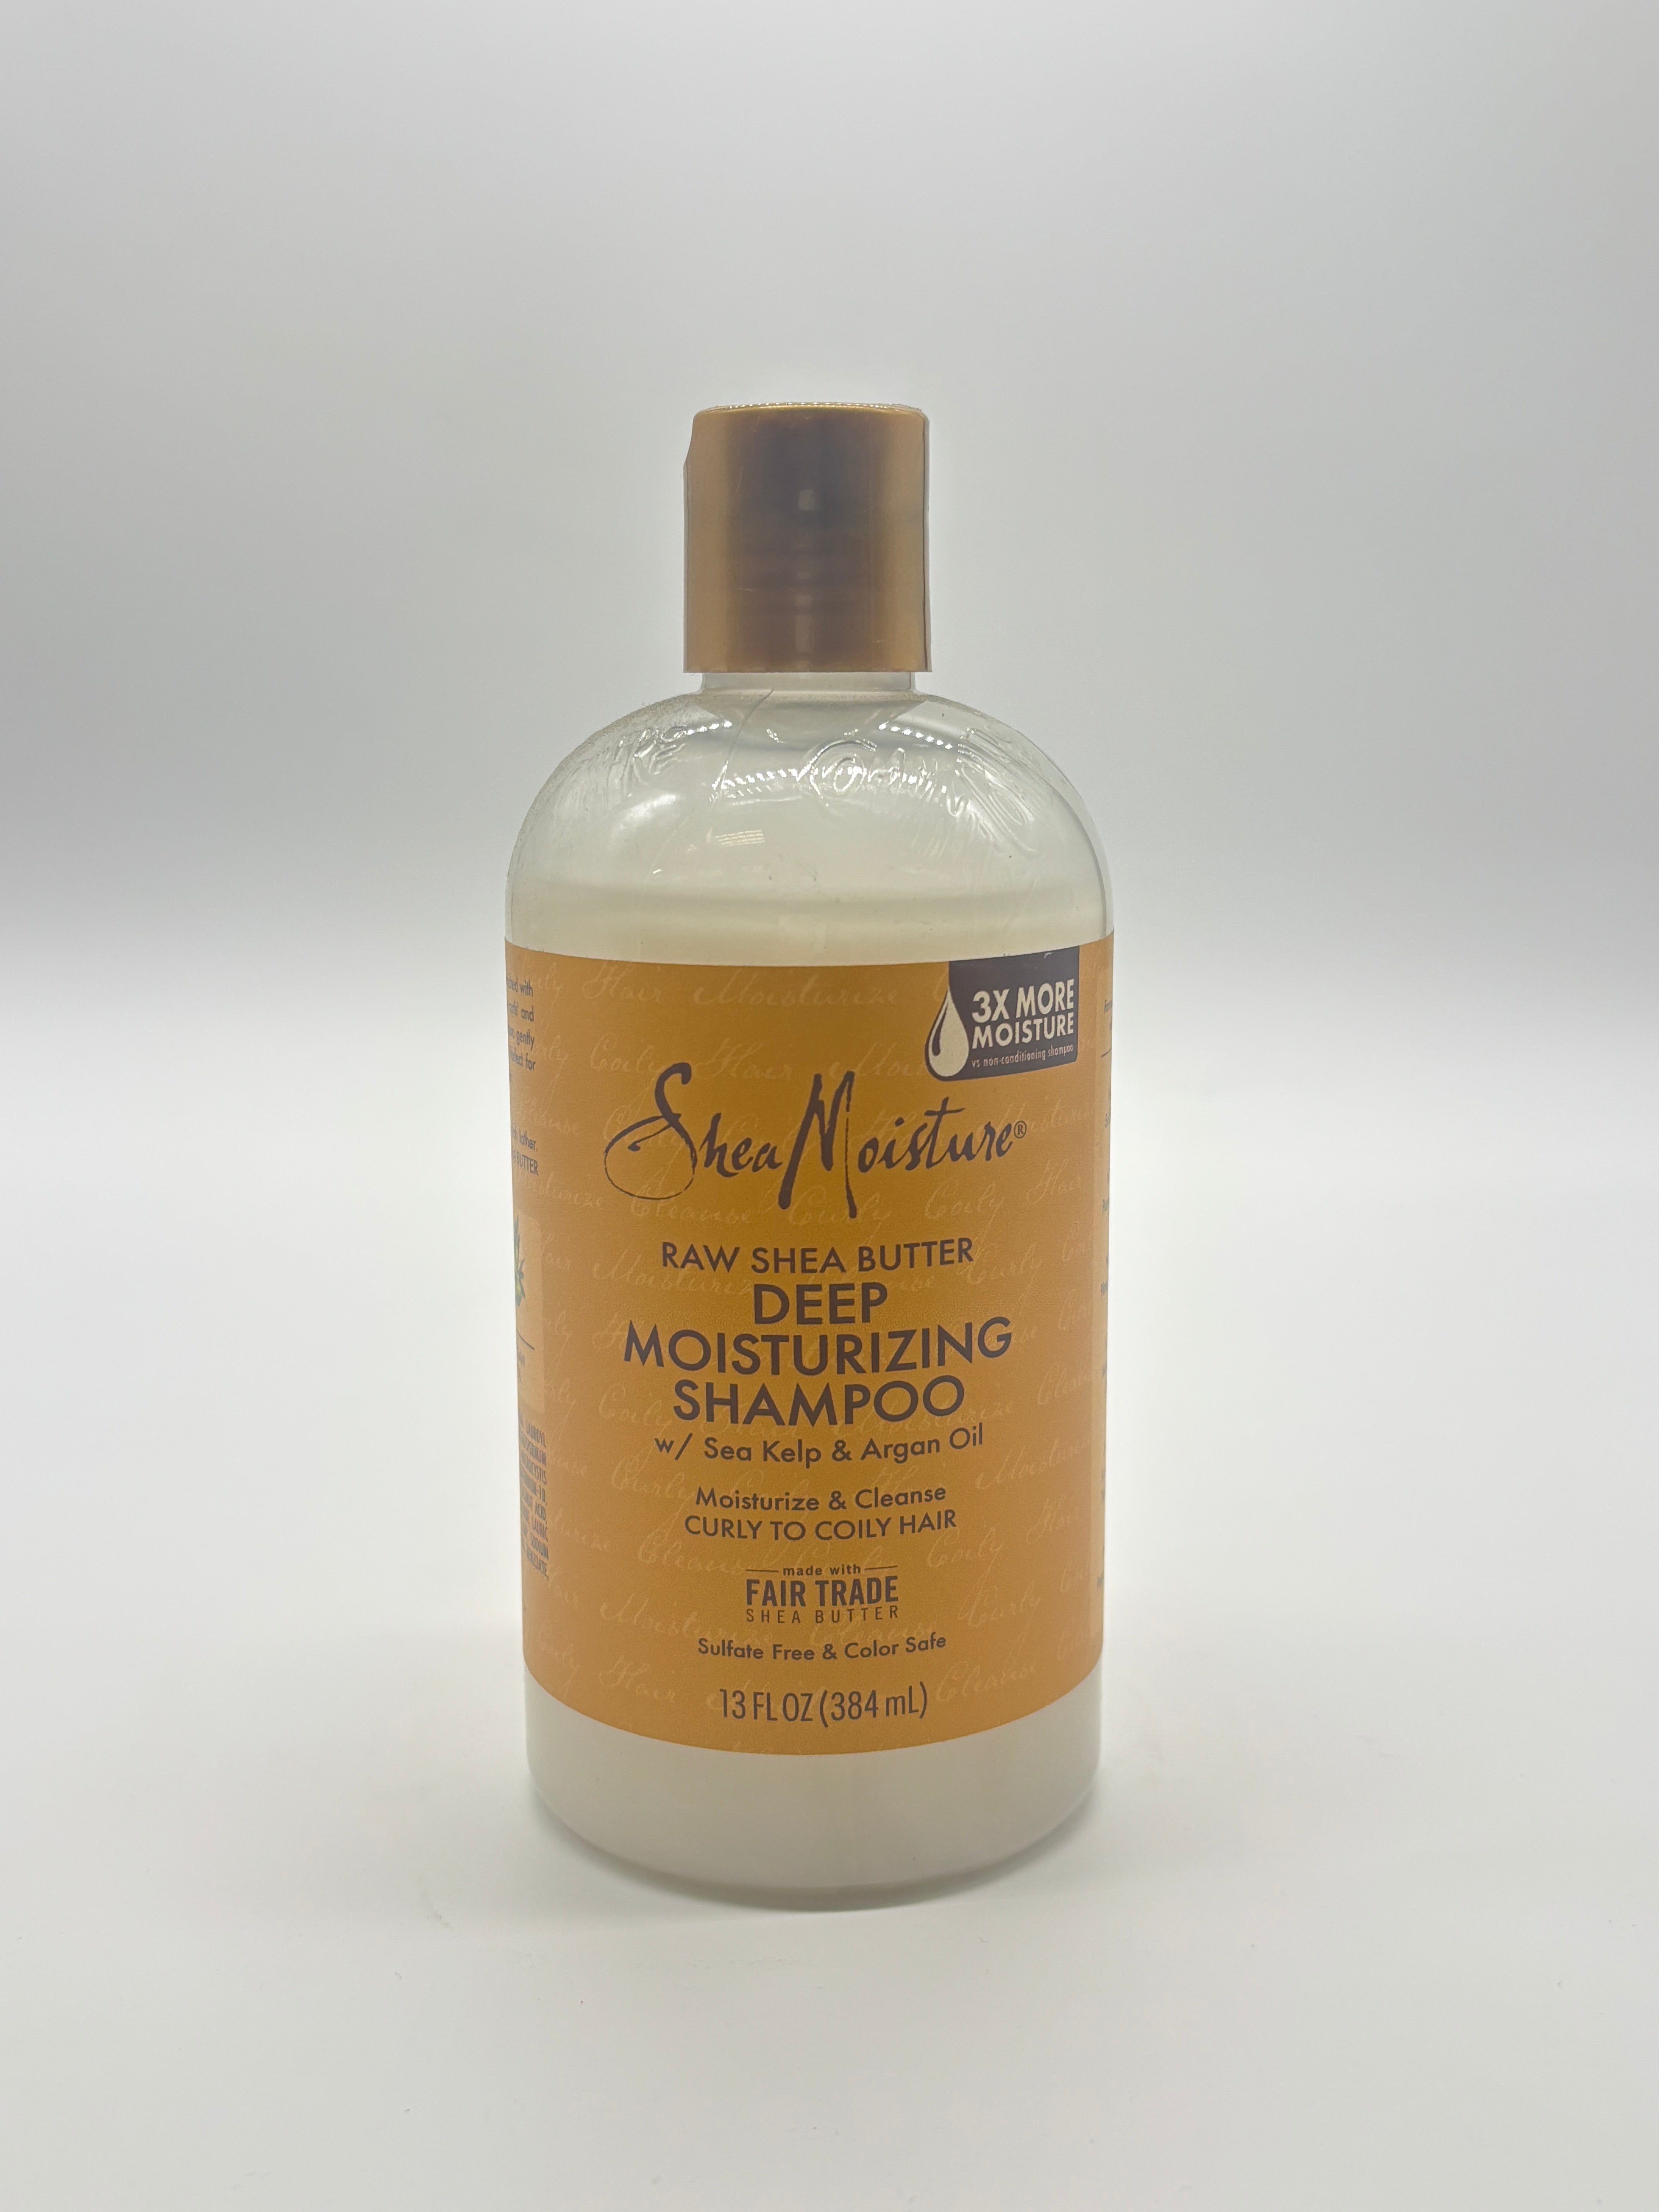 3X MORE
MOISTURE
vs non-conditioning shampoo
SheaMoisture®
RAW SHEA BUTTER
DEEP
MOISTURIZING
SHAMPOO
w/ Sea Kelp & Argan Oil
Moisturize & Cleanse
CURLY TO COILY HAIR
made with
FAIR TRADE
SHEA BUTTER
Sulfate Free & Color Safe
13 FL OZ (384 mL)